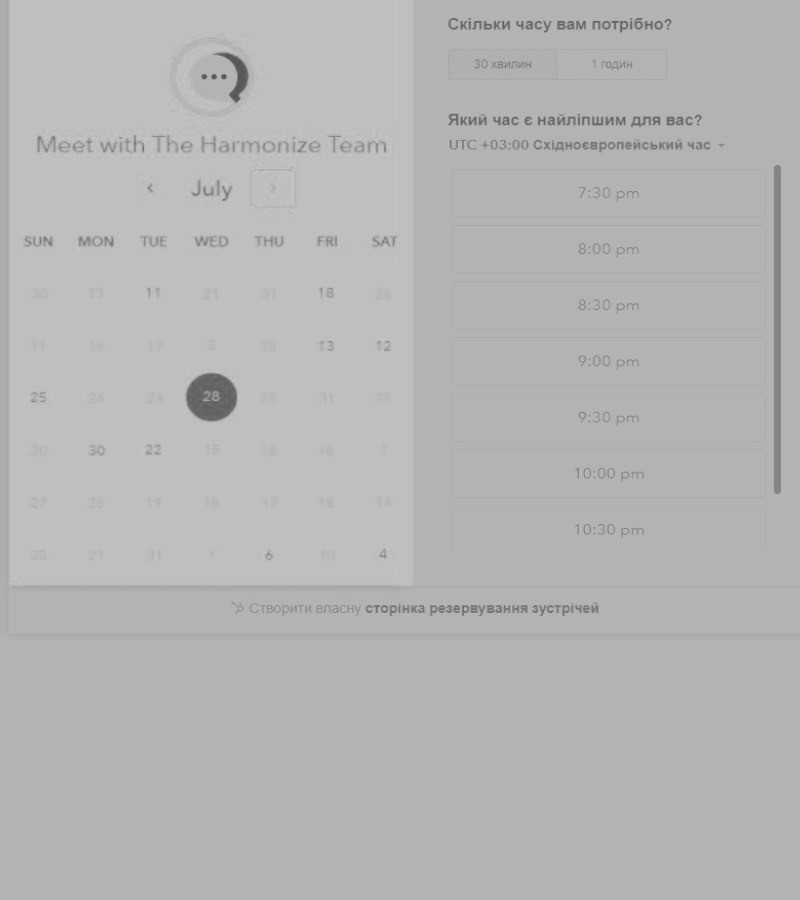 Meet with The Harmonize Team
July
SUN MON TUE WED THU FRI SAT
30 13 11 21 31 18 25
11 18 17 2 25 13 12
25 24 28 31
20 30 22 15 18 18 1
27 25 19 16 17 18 14
28 21 31 7 6 10 4
Скільки часу вам потрібно?
30 хвилин 1 годин
Який час є найліпшим для вас?
UTC +03:00 Східноєвропейський час
7:30 pm
8:00 pm
8:30 pm
9:00 pm
9:30 pm
10:00 pm
10:30 pm
Створити власну сторінка резервування зустрічей